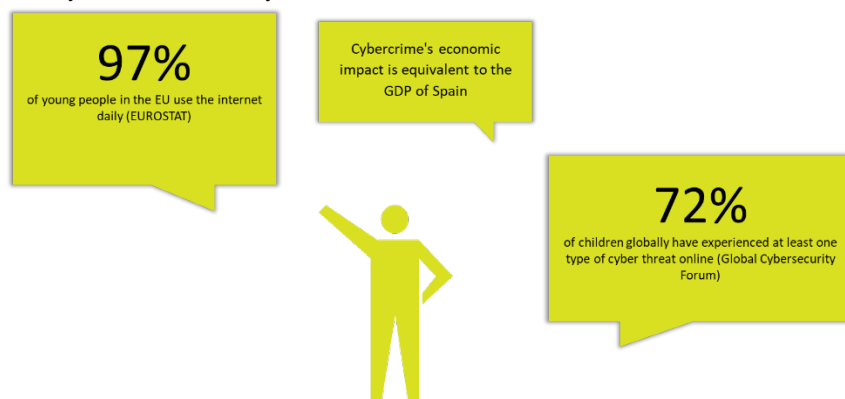 97%
of young people in the EU use the internet
daily (EUROSTAT)
Cybercrime's economic
impact is equivalent to the
GDP of Spain
72%
of children globally have experienced at least one
type of cyber threat online (Global Cybersecurity
Forum)